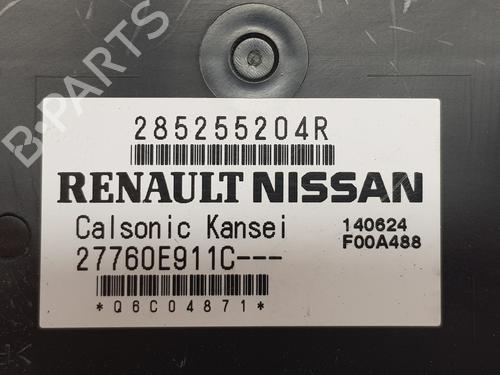 285255204R
RENAULT NISSAN
Calsonic Kansei 140624
27760E911C--- F00A488
*Q6C04871*
B-PARTS